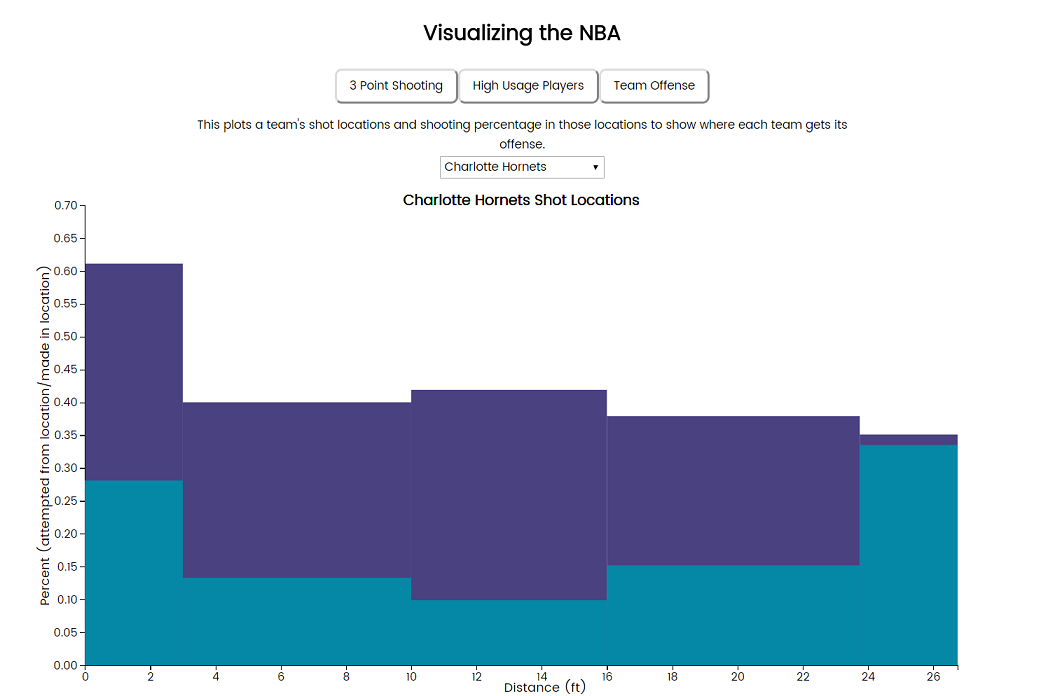 Visualizing the NBA
3 Point Shooting High Usage Players Team Offense
This plots a team's shot locations and shooting percentage in those locations to show where each team gets its
offense.
Charlotte Hornets
Charlotte Hornets Shot Locations
Percent (attempted from location/made in location)
0.70
0.65
0.60
0.55
0.50
0.45
0.40
0.35
0.30
0.25
0.20
0.15
0.10
0.05
0.00
0 2 4 6 8 10 12 14 16 18 20 22 24 26
Distance (ft)